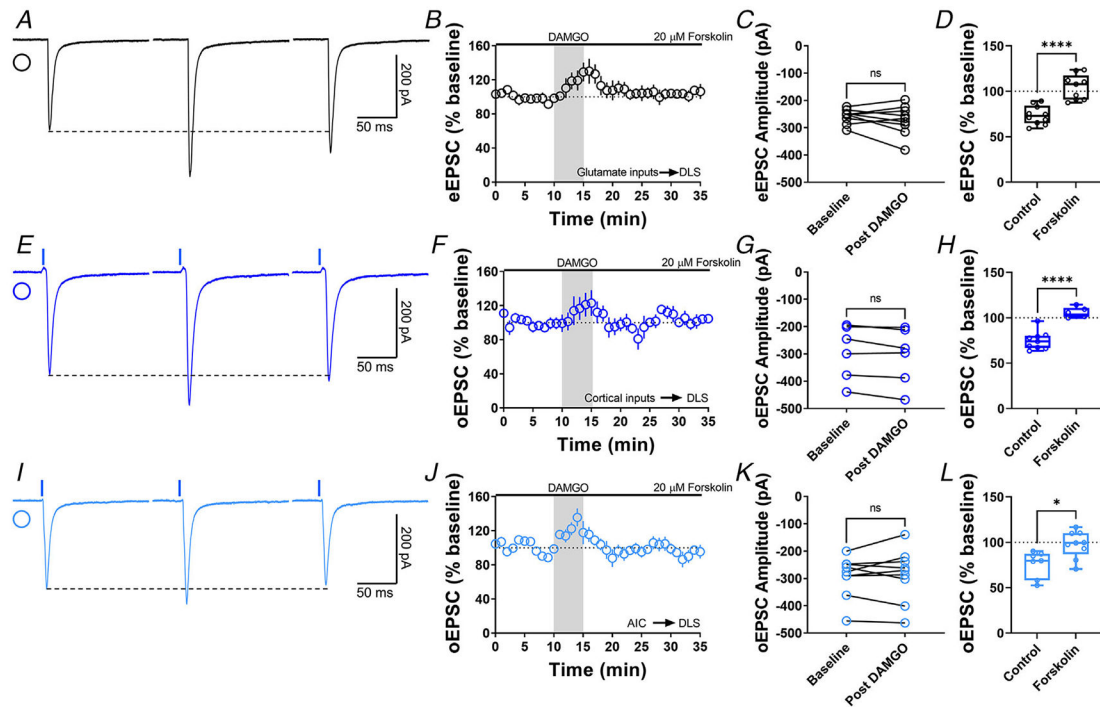 A
200 pA
50 ms
B
DAMGO
20 μM Forskolin
eEPSC (% baseline)
160
120
80
40
0
Glutamate inputs → DLS
0 5 10 15 20 25 30 35
Time (min)
C
eEPSC Amplitude (pA)
0
-100
-200
-300
-400
-500
ns
Baseline
Post DAMGO
D
eEPSC (% baseline)
150
100
50
0
****
Control
Forskolin
E
200 pA
50 ms
F
DAMGO
20 μM Forskolin
oEPSC (% baseline)
160
120
80
40
0
Cortical inputs → DLS
0 5 10 15 20 25 30 35
Time (min)
G
oEPSC Amplitude (pA)
0
-100
-200
-300
-400
-500
ns
Baseline
Post DAMGO
H
oEPSC (% baseline)
150
100
50
0
****
Control
Forskolin
I
200 pA
50 ms
J
DAMGO
20 μM Forskolin
oEPSC (% baseline)
160
120
80
40
0
AIC → DLS
0 5 10 15 20 25 30 35
Time (min)
K
oEPSC Amplitude (pA)
0
-100
-200
-300
-400
-500
ns
Baseline
Post DAMGO
L
oEPSC (% baseline)
150
100
50
0
*
Control
Forskolin